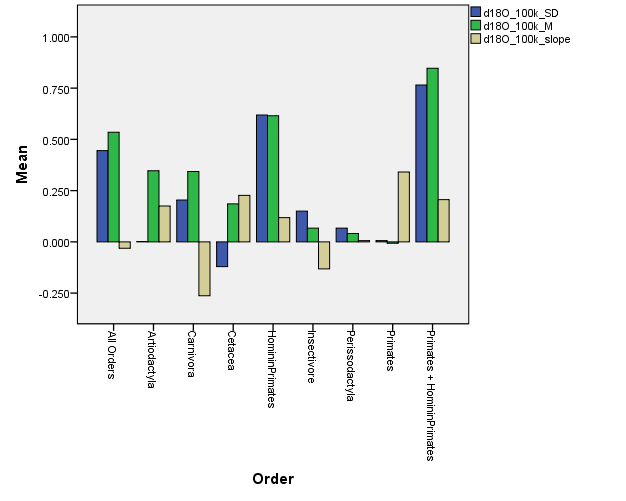 d18O_100k_SD
d18O_100k_M
d18O_100k_slope
1.000
0.750
0.500
0.250
0.000
-0.250
Mean
All Orders
Artiodactyla
Carnivora
Cetacea
HomininPrimates
Insectivore
Perissodactyla
Primates
Primates + HomininPrimates
Order